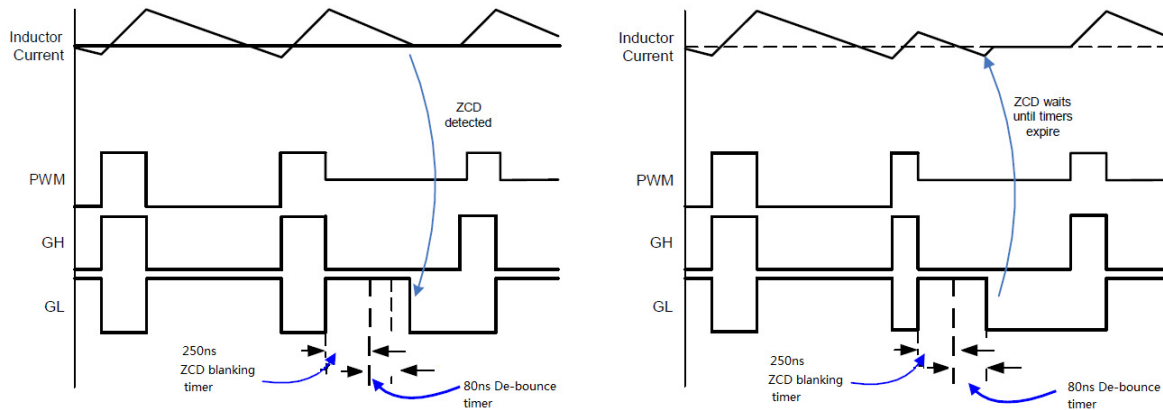 Inductor
Current
ZCD
detected
PWM
GH
GL
250ns
ZCD blanking
timer
80ns De-bounce
timer
Inductor
Current
ZCD waits
until timers
expire
PWM
GH
GL
250ns
ZCD blanking
timer
80ns De-bounce
timer